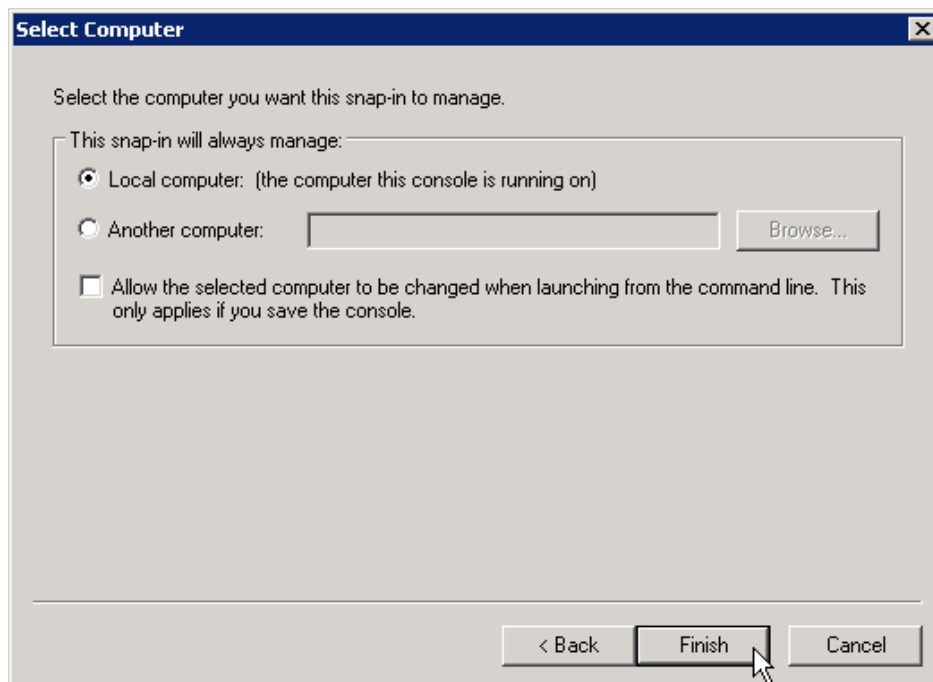 Select Computer
Select the computer you want this snap-in to manage.
This snap-in will always manage:
Local computer:  (the computer this console is running on)
Another computer:
Browse...
Allow the selected computer to be changed when launching from the command line.  This
only applies if you save the console.
< Back
Finish
Cancel